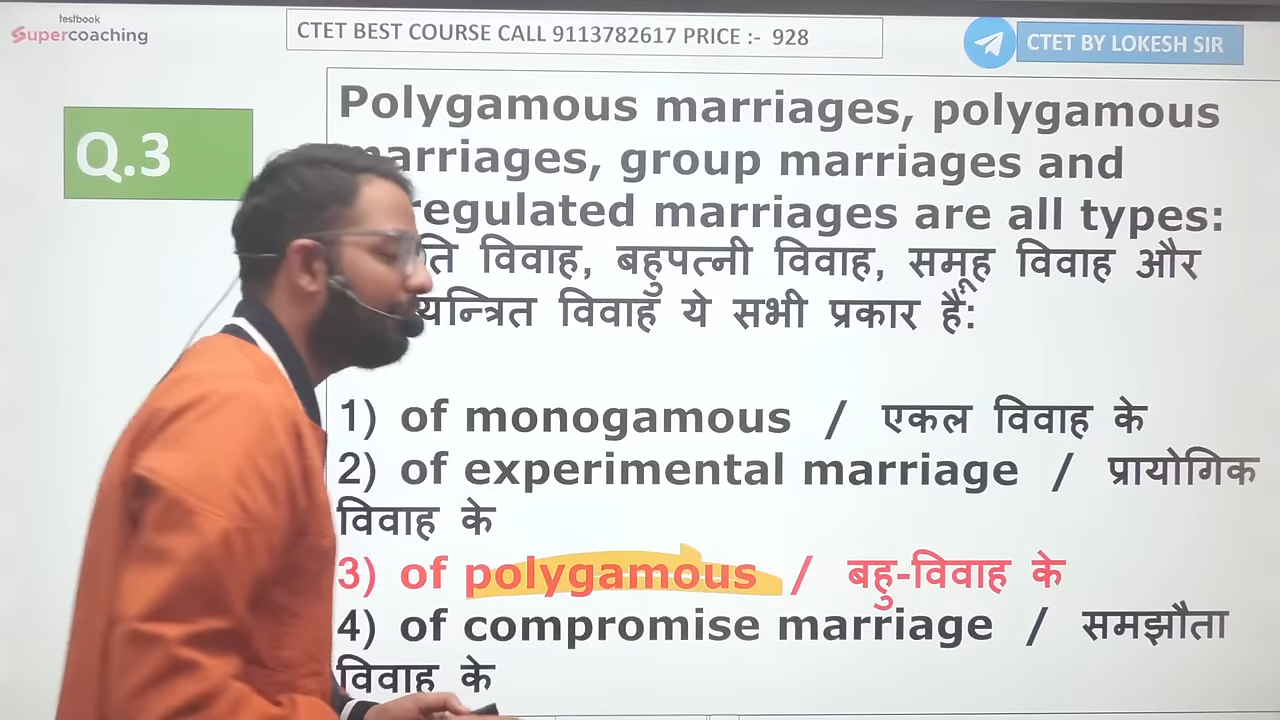 testbook
Supercoaching
CTET BEST COURSE CALL 9113782617 PRICE :- 928
CTET BY LOKESH SIR
Q.3
Polygamous marriages, polygamous
marriages, group marriages and
regulated marriages are all types:
विवाह, बहुपत्नी विवाह, समूह विवाह और
विवाह ये सभी प्रकार हैं:
1) of monogamous / एकल विवाह के
2) of experimental marriage / प्रायोगिक
विवाह के
3) of polygamous / बहु-विवाह के
4) of compromise marriage / समझौता
विवाह के